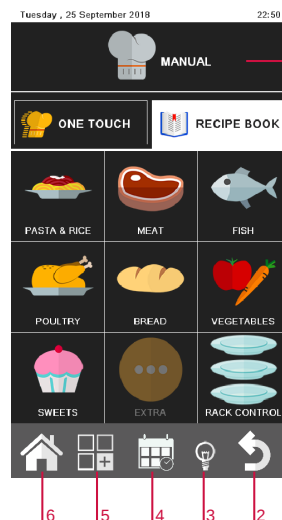 Tuesday , 25 September 2018 22:50
MANUAL
ONE TOUCH RECIPE BOOK
PASTA & RICE MEAT FISH
POULTRY BREAD VEGETABLES
SWEETS EXTRA RACK CONTROL
6 5 4 3 2